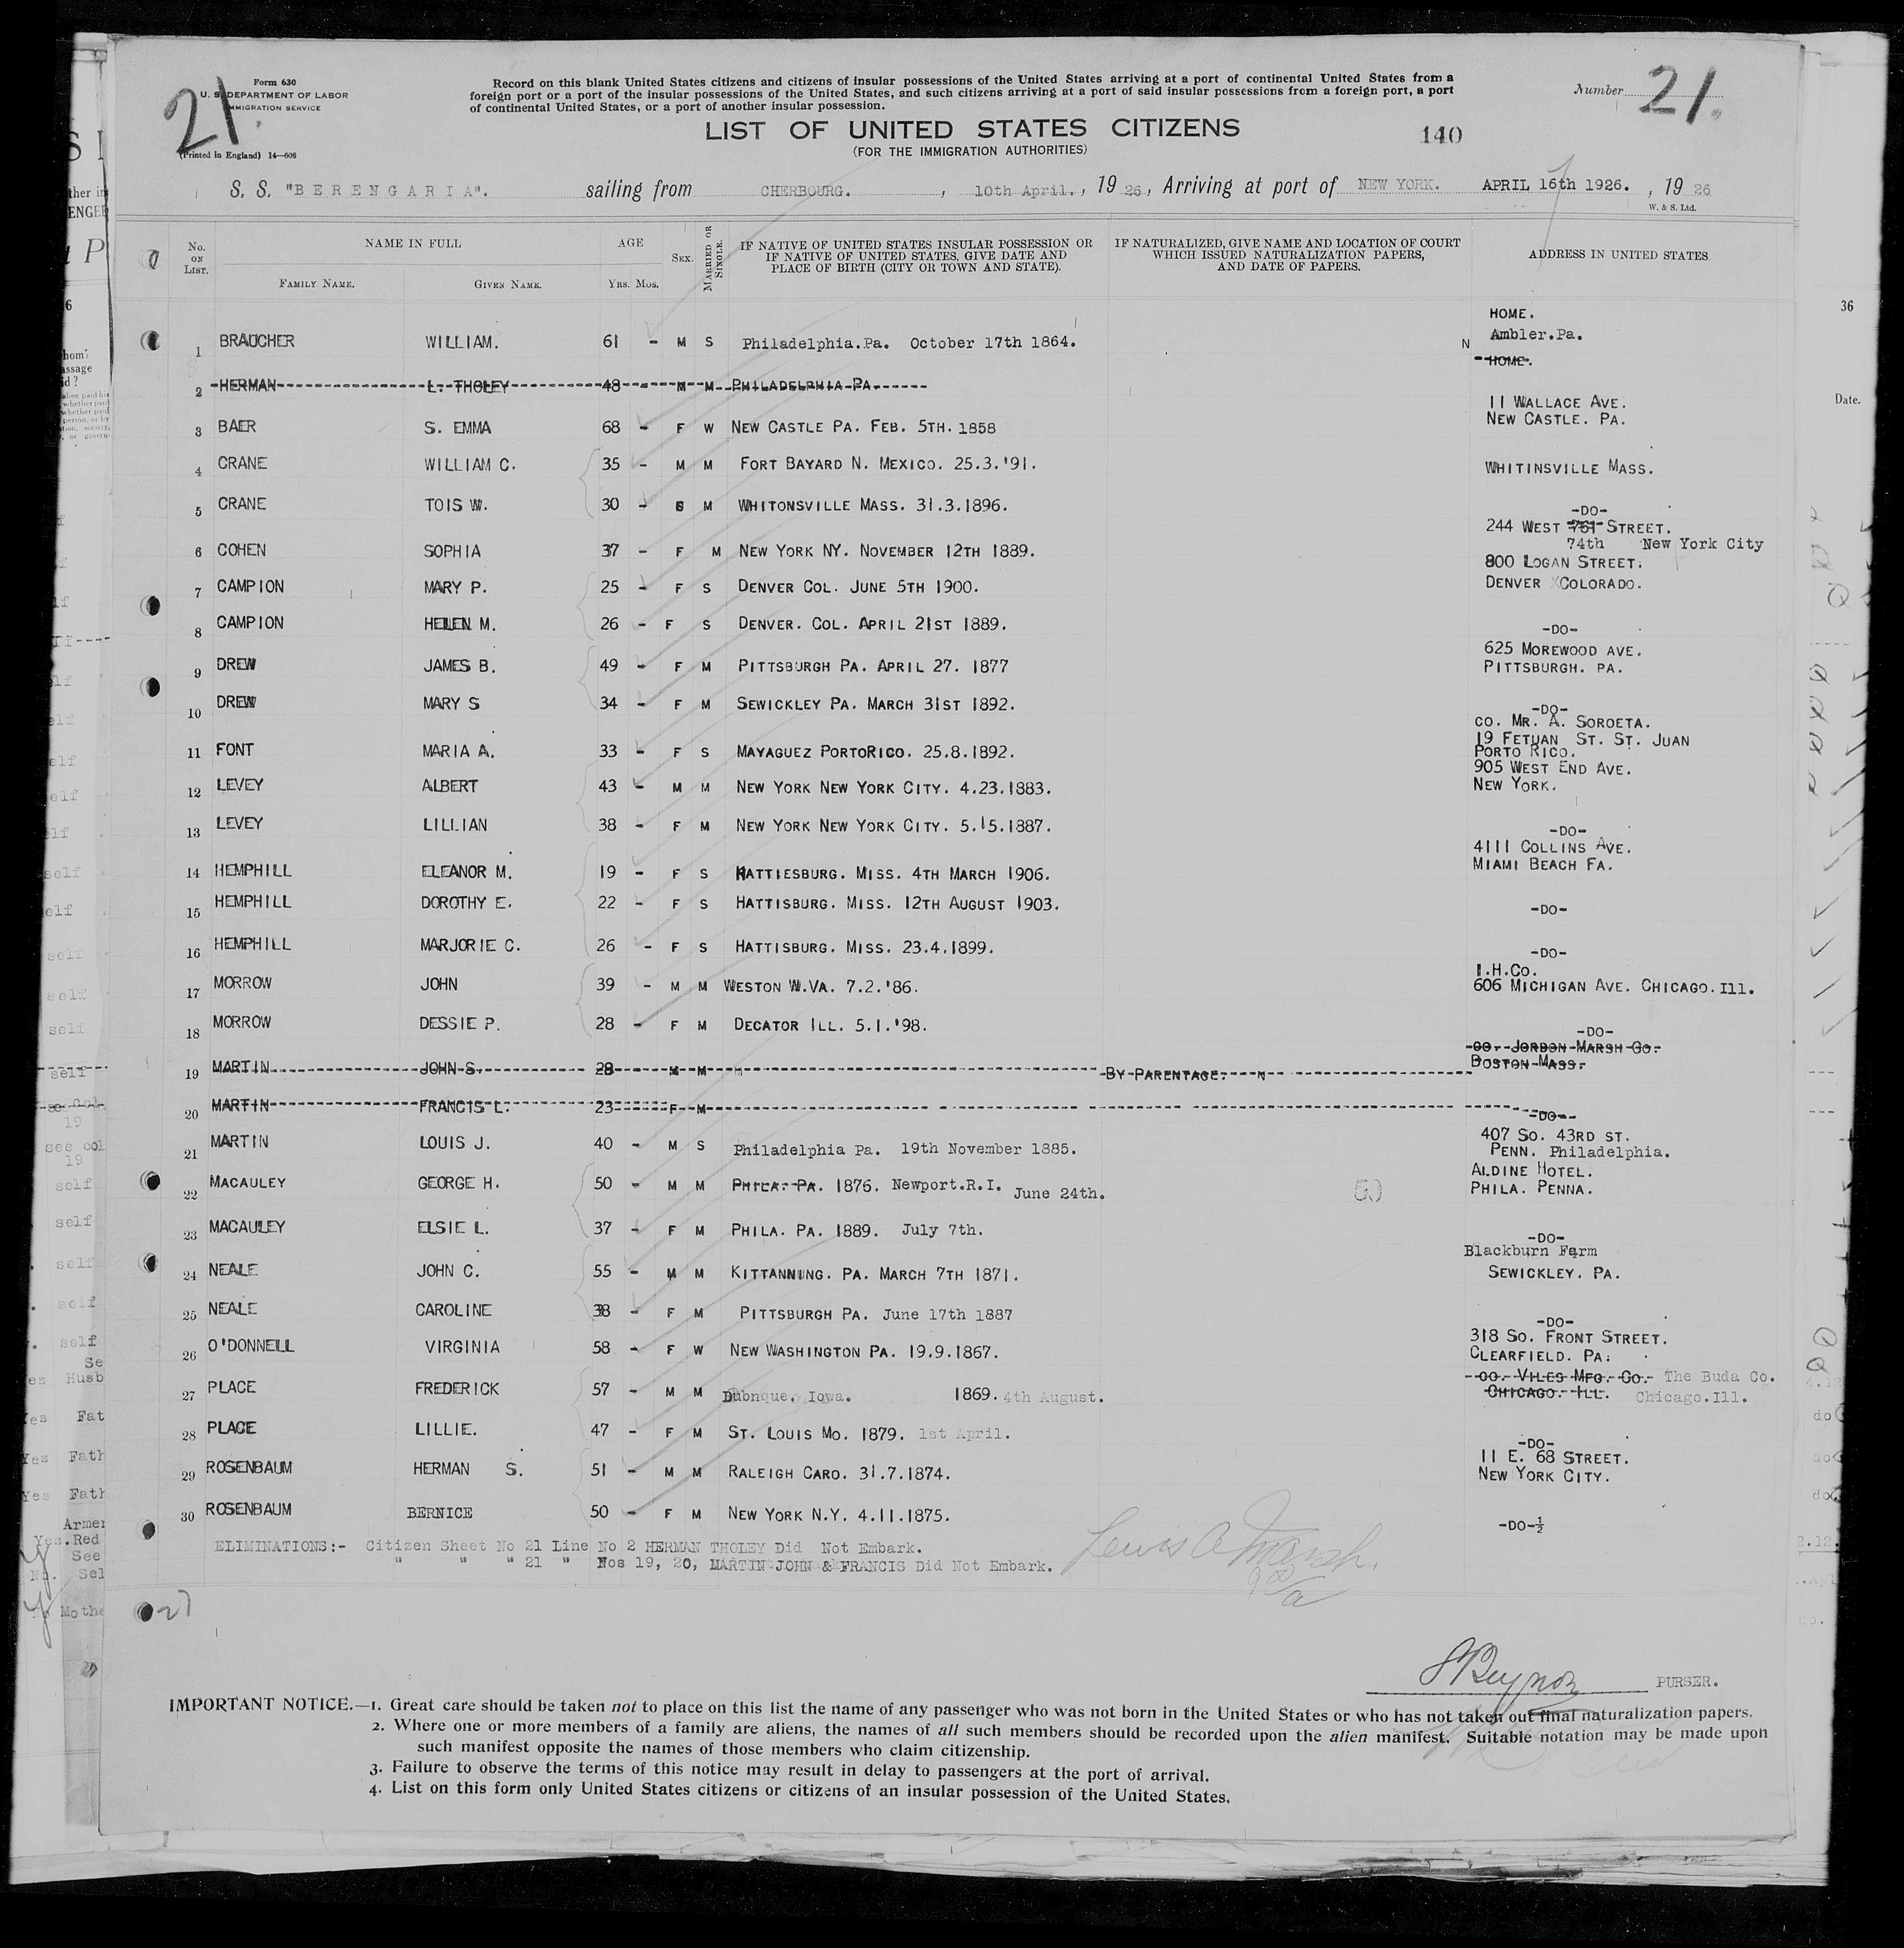 21.
Form 630
U. S. DEPARTMENT OF LABOR
IMMIGRATION SERVICE
(Printed in England) 14—608
Record on this blank United States citizens and citizens of insular possessions of the United States arriving at a port of continental United States from a
foreign port or a port of the insular possessions of the United States, and such citizens arriving at a port of said insular possessions from a foreign port, a port
of continental United States, or a port of another insular possession.
Number 21.
LIST OF UNITED STATES CITIZENS
(FOR THE IMMIGRATION AUTHORITIES)
140
S. S. "BERENGARIA". sailing from CHERBOURG. , 10th April. , 19 26 , Arriving at port of NEW YORK. APRIL 16th 1926. , 19 26
W. & S. Ltd.
No. ON LIST. NAME IN FULL AGE SEX. MARRIED OR SINGLE. IF NATIVE OF UNITED STATES INSULAR POSSESSION OR IF NATIVE OF UNITED STATES, GIVE DATE AND PLACE OF BIRTH (CITY OR TOWN AND STATE). IF NATURALIZED, GIVE NAME AND LOCATION OF COURT WHICH ISSUED NATURALIZATION PAPERS, AND DATE OF PAPERS. ADDRESS IN UNITED STATES
FAMILY NAME. GIVEN NAME. YRS. MOS.
HOME.
1 BRAUCHER WILLIAM. 61 - M S Philadelphia.Pa. October 17th 1864. N Ambler.Pa.
HOME.
2 HERMAN L. THOLEY 48 - M M PHILADELPHIA PA
11 WALLACE AVE.
3 BAER S. EMMA 68 - F W NEW CASTLE PA. FEB. 5TH. 1858 NEW CASTLE. PA.
4 CRANE WILLIAM C. 35 - M M FORT BAYARD N. MEXICO. 25.3.'91. WHITINSVILLE MASS.
5 CRANE TOIS W. 30 - M WHITONSVILLE MASS. 31.3.1896. -DO-
244 WEST STREET.
6 COHEN SOPHIA 37 - F M NEW YORK NY. NOVEMBER 12TH 1889. 74th New York City
800 LOGAN STREET.
7 CAMPION MARY P. 25 - F S DENVER COL. JUNE 5TH 1900. DENVER COLORADO.
8 CAMPION HELEN M. 26 - F S DENVER. COL. APRIL 21ST 1889. -DO-
625 MOREWOOD AVE.
9 DREW JAMES B. 49 - F M PITTSBURGH PA. APRIL 27. 1877 PITTSBURGH. PA.
10 DREW MARY S 34 - F M SEWICKLEY PA. MARCH 31ST 1892. -DO-
CO. MR. A. SOROETA.
19 FETUAN ST. ST. JUAN
11 FONT MARIA A. 33 - F S MAYAGUEZ PORTORICO. 25.8.1892. PORTO RICO.
905 WEST END AVE.
12 LEVEY ALBERT 43 - M M NEW YORK NEW YORK CITY. 4.23.1883. NEW YORK.
13 LEVEY LILLIAN 38 - F M NEW YORK NEW YORK CITY. 5.15.1887. -DO-
4111 COLLINS AVE.
14 HEMPHILL ELEANOR M. 19 - F S HATTIESBURG. MISS. 4TH MARCH 1906. MIAMI BEACH FA.
15 HEMPHILL DOROTHY E. 22 - F S HATTISBURG. MISS. 12TH AUGUST 1903. -DO-
16 HEMPHILL MARJORIE C. 26 - F S HATTISBURG. MISS. 23.4.1899. -DO-
I.H.CO.
17 MORROW JOHN 39 - M M WESTON W.VA. 7.2.'86. 606 MICHIGAN AVE. CHICAGO.Ill.
18 MORROW DESSIE P. 28 - F M DECATOR ILL. 5.1.'98. -DO-
CO. JORDON MARSH CO.
19 MARTIN JOHN S. 28 - M M BY PARENTAGE. N BOSTON MASS.
20 MARTIN FRANCIS L. 23 F M -DO-
407 SO. 43RD ST.
21 MARTIN LOUIS J. 40 - M S Philadelphia Pa. 19th November 1885. PENN. Philadelphia.
ALDINE HOTEL.
22 MACAULEY GEORGE H. 50 - M M PHILA. PA. 1876. Newport.R.I. June 24th. 50 PHILA. PENNA.
23 MACAULEY ELSIE L. 37 - F M PHILA. PA. 1889. July 7th. -DO-
Blackburn Farm
24 NEALE JOHN C. 55 - M M KITTANNING. PA. MARCH 7TH 1871. SEWICKLEY. PA.
25 NEALE CAROLINE 38 - F M PITTSBURGH PA. June 17th 1887 -DO-
318 SO. FRONT STREET.
26 O'DONNELL VIRGINIA 58 - F W NEW WASHINGTON PA. 19.9.1867. CLEARFIELD. PA.
CO. VILES MFG. CO. The Buda Co.
27 PLACE FREDERICK 57 - M M Dubnque. Iowa. 1869. 4th August. CHICAGO. ILL. Chicago.Ill.
28 PLACE LILLIE. 47 - F M ST. LOUIS MO. 1879. 1st April. -DO-
11 E. 68 STREET.
29 ROSENBAUM HERMAN S. 51 - M M RALEIGH CARO. 31.7.1874. NEW YORK CITY.
30 ROSENBAUM BERNICE 50 - F M NEW YORK N.Y. 4.11.1875. -DO-½
ELIMINATIONS:- Citizen Sheet No 21 Line No 2 HERMAN THOLEY Did Not Embark.
" " " 21 " Nos 19, 20, MARTIN JOHN & FRANCIS Did Not Embark.
Lewis A Marsh.
27
PURSER.
IMPORTANT NOTICE.—1. Great care should be taken not to place on this list the name of any passenger who was not born in the United States or who has not taken out final naturalization papers.
2. Where one or more members of a family are aliens, the names of all such members should be recorded upon the alien manifest. Suitable notation may be made upon
such manifest opposite the names of those members who claim citizenship.
3. Failure to observe the terms of this notice may result in delay to passengers at the port of arrival.
4. List on this form only United States citizens or citizens of an insular possession of the United States.
36
Date.